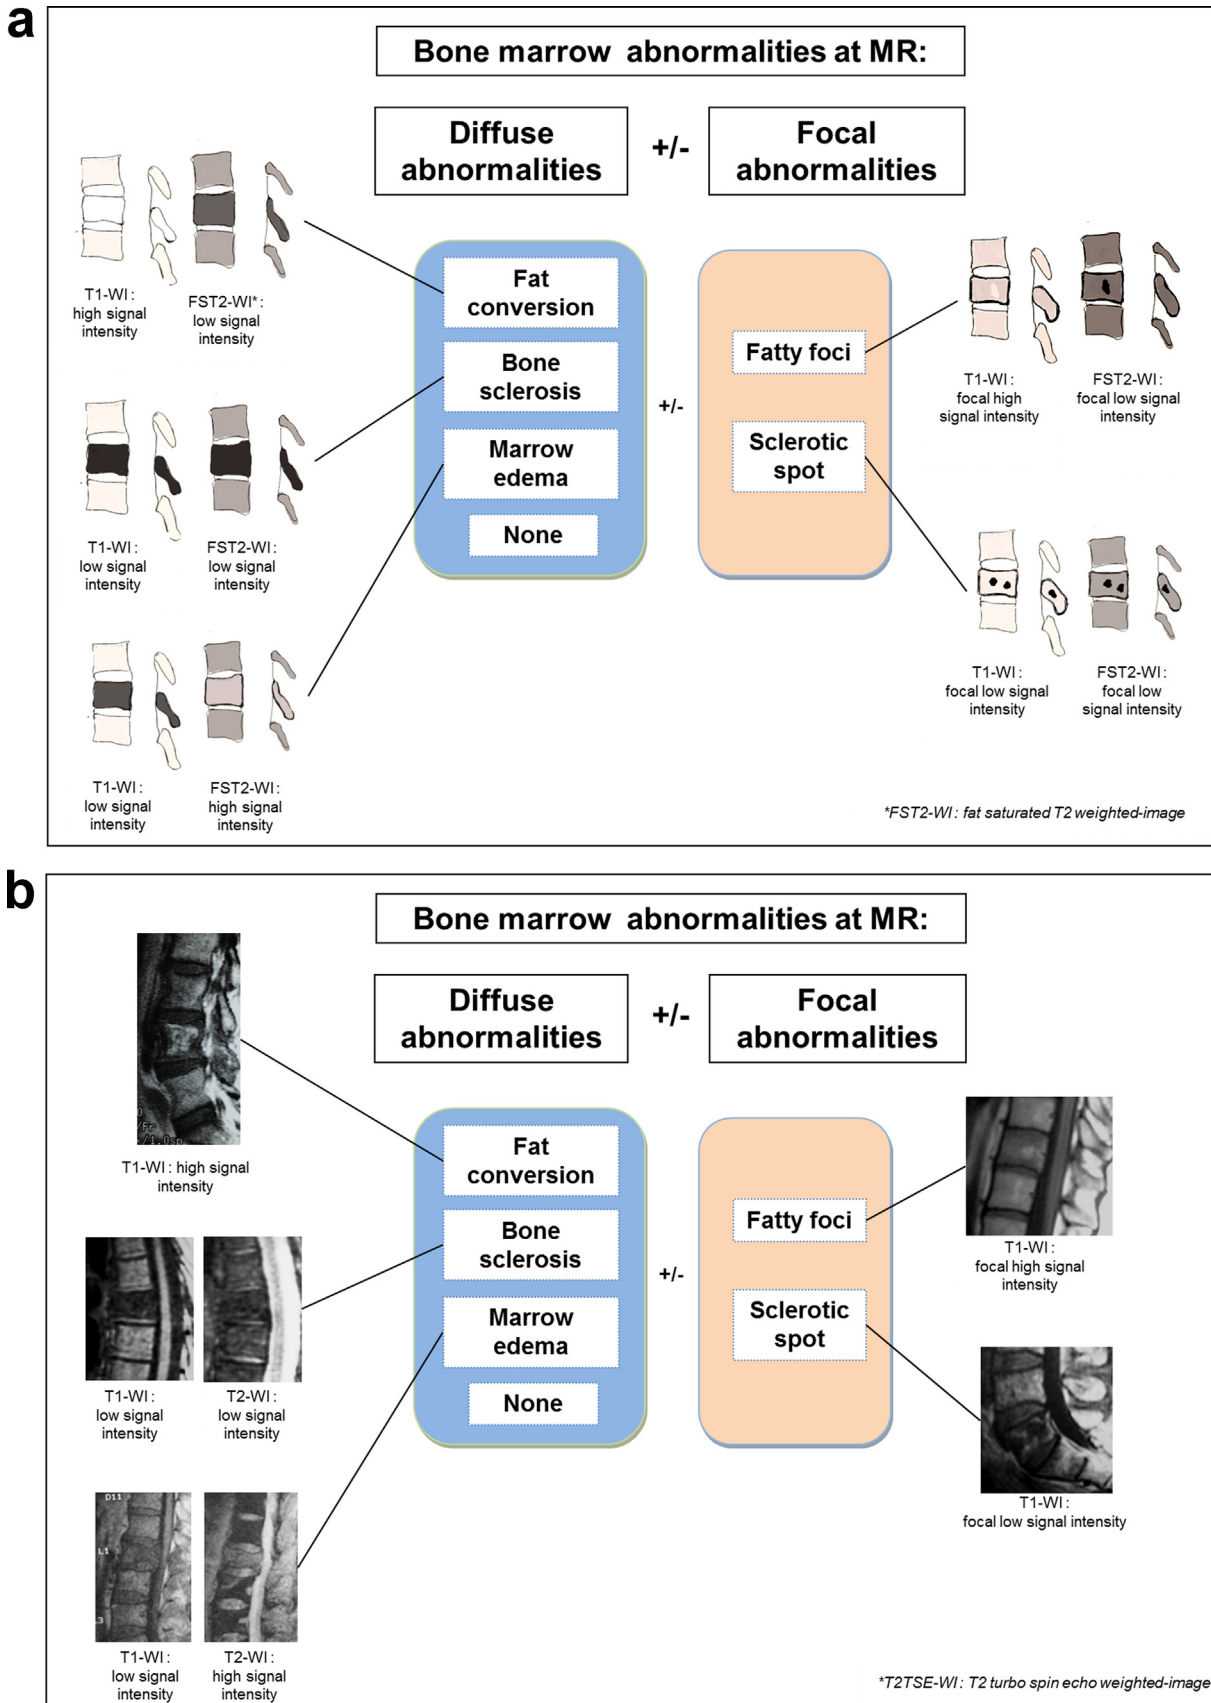 a
Bone marrow abnormalities at MR:
Diffuse
abnormalities
+/-
Focal
abnormalities
T1-WI :
high signal
intensity
FST2-WI* :
low signal
intensity
Fat
conversion
Bone
sclerosis
Marrow
edema
None
+/-
Fatty foci
Sclerotic
spot
T1-WI :
focal high
signal intensity
FST2-WI :
focal low signal
intensity
T1-WI :
low signal
intensity
FST2-WI :
low signal
intensity
T1-WI :
focal low signal
intensity
FST2-WI :
focal low
signal intensity
T1-WI :
low signal
intensity
FST2-WI :
high signal
intensity
*FST2-WI : fat saturated T2 weighted-image
b
Bone marrow abnormalities at MR:
Diffuse
abnormalities
+/-
Focal
abnormalities
/Fr
/1.0sp
T1-WI : high signal
intensity
Fat
conversion
Bone
sclerosis
Marrow
edema
None
+/-
Fatty foci
Sclerotic
spot
T1-WI :
focal high signal
intensity
T1-WI :
low signal
intensity
T2-WI :
low signal
intensity
T1-WI :
focal low signal intensity
D11
L1
3
T1-WI :
low signal
intensity
T2-WI :
high signal
intensity
*T2TSE-WI : T2 turbo spin echo weighted-image